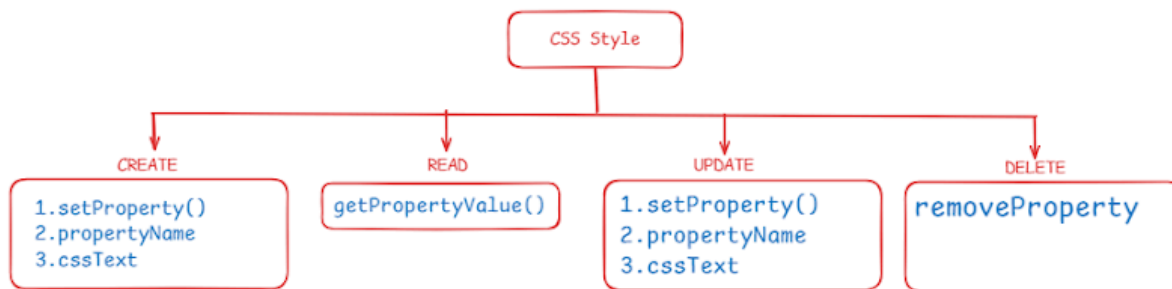 CSS Style
CREATE
1.setProperty()
2.propertyName
3.cssText
READ
getPropertyValue()
UPDATE
1.setProperty()
2.propertyName
3.cssText
DELETE
removeProperty